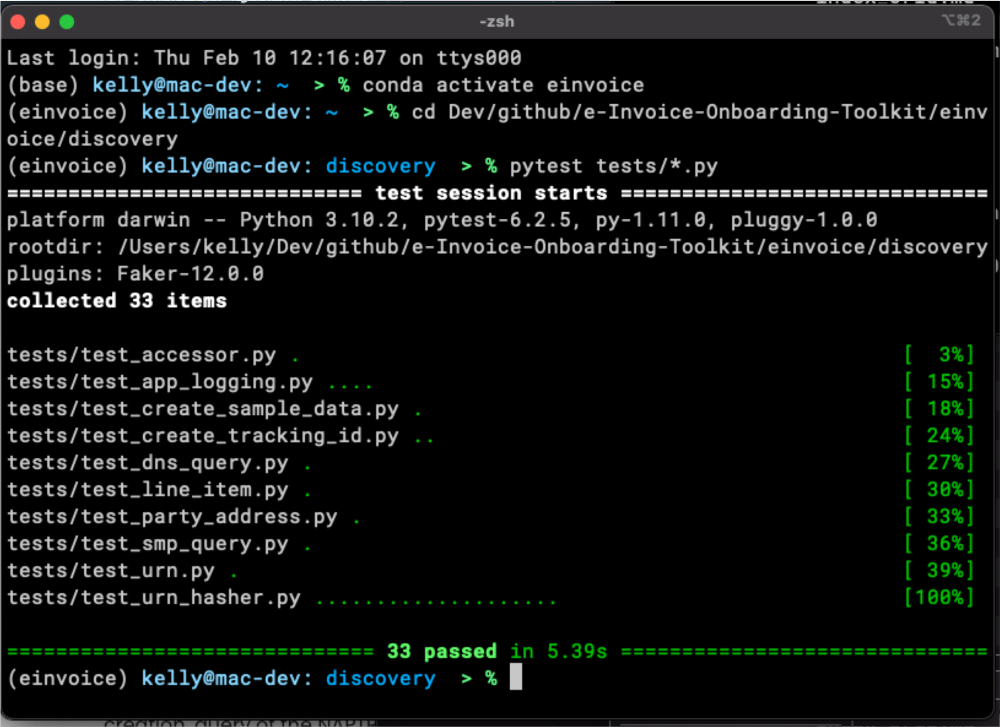 -zsh
⌥⌘2
Last login: Thu Feb 10 12:16:07 on ttys000
(base) kelly@mac-dev: ~  > % conda activate einvoice
(einvoice) kelly@mac-dev: ~  > % cd Dev/github/e-Invoice-Onboarding-Toolkit/einv
oice/discovery
(einvoice) kelly@mac-dev: discovery  > % pytest tests/*.py
============================= test session starts ==============================
platform darwin -- Python 3.10.2, pytest-6.2.5, py-1.11.0, pluggy-1.0.0
rootdir: /Users/kelly/Dev/github/e-Invoice-Onboarding-Toolkit/einvoice/discovery
plugins: Faker-12.0.0
collected 33 items
tests/test_accessor.py . [  3%]
tests/test_app_logging.py .... [ 15%]
tests/test_create_sample_data.py . [ 18%]
tests/test_create_tracking_id.py .. [ 24%]
tests/test_dns_query.py . [ 27%]
tests/test_line_item.py . [ 30%]
tests/test_party_address.py . [ 33%]
tests/test_smp_query.py . [ 36%]
tests/test_urn.py . [ 39%]
tests/test_urn_hasher.py .................... [100%]
============================== 33 passed in 5.39s ==============================
(einvoice) kelly@mac-dev: discovery  > %
creation, query of the NAPTR